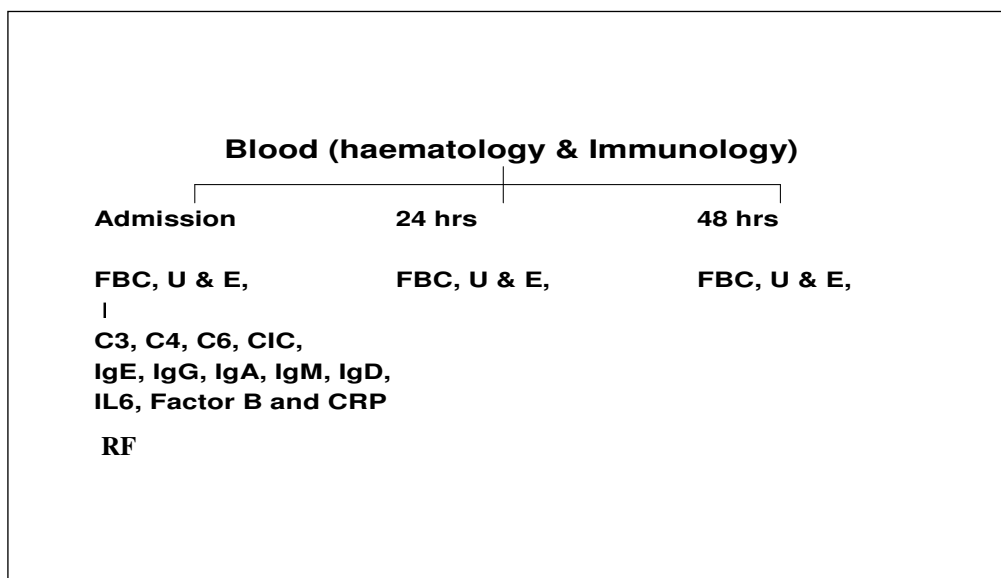 Blood (haematology & Immunology)
Admission 24 hrs 48 hrs
FBC, U & E, FBC, U & E, FBC, U & E,
I
C3, C4, C6, CIC,
IgE, IgG, IgA, IgM, IgD,
IL6, Factor B and CRP
RF